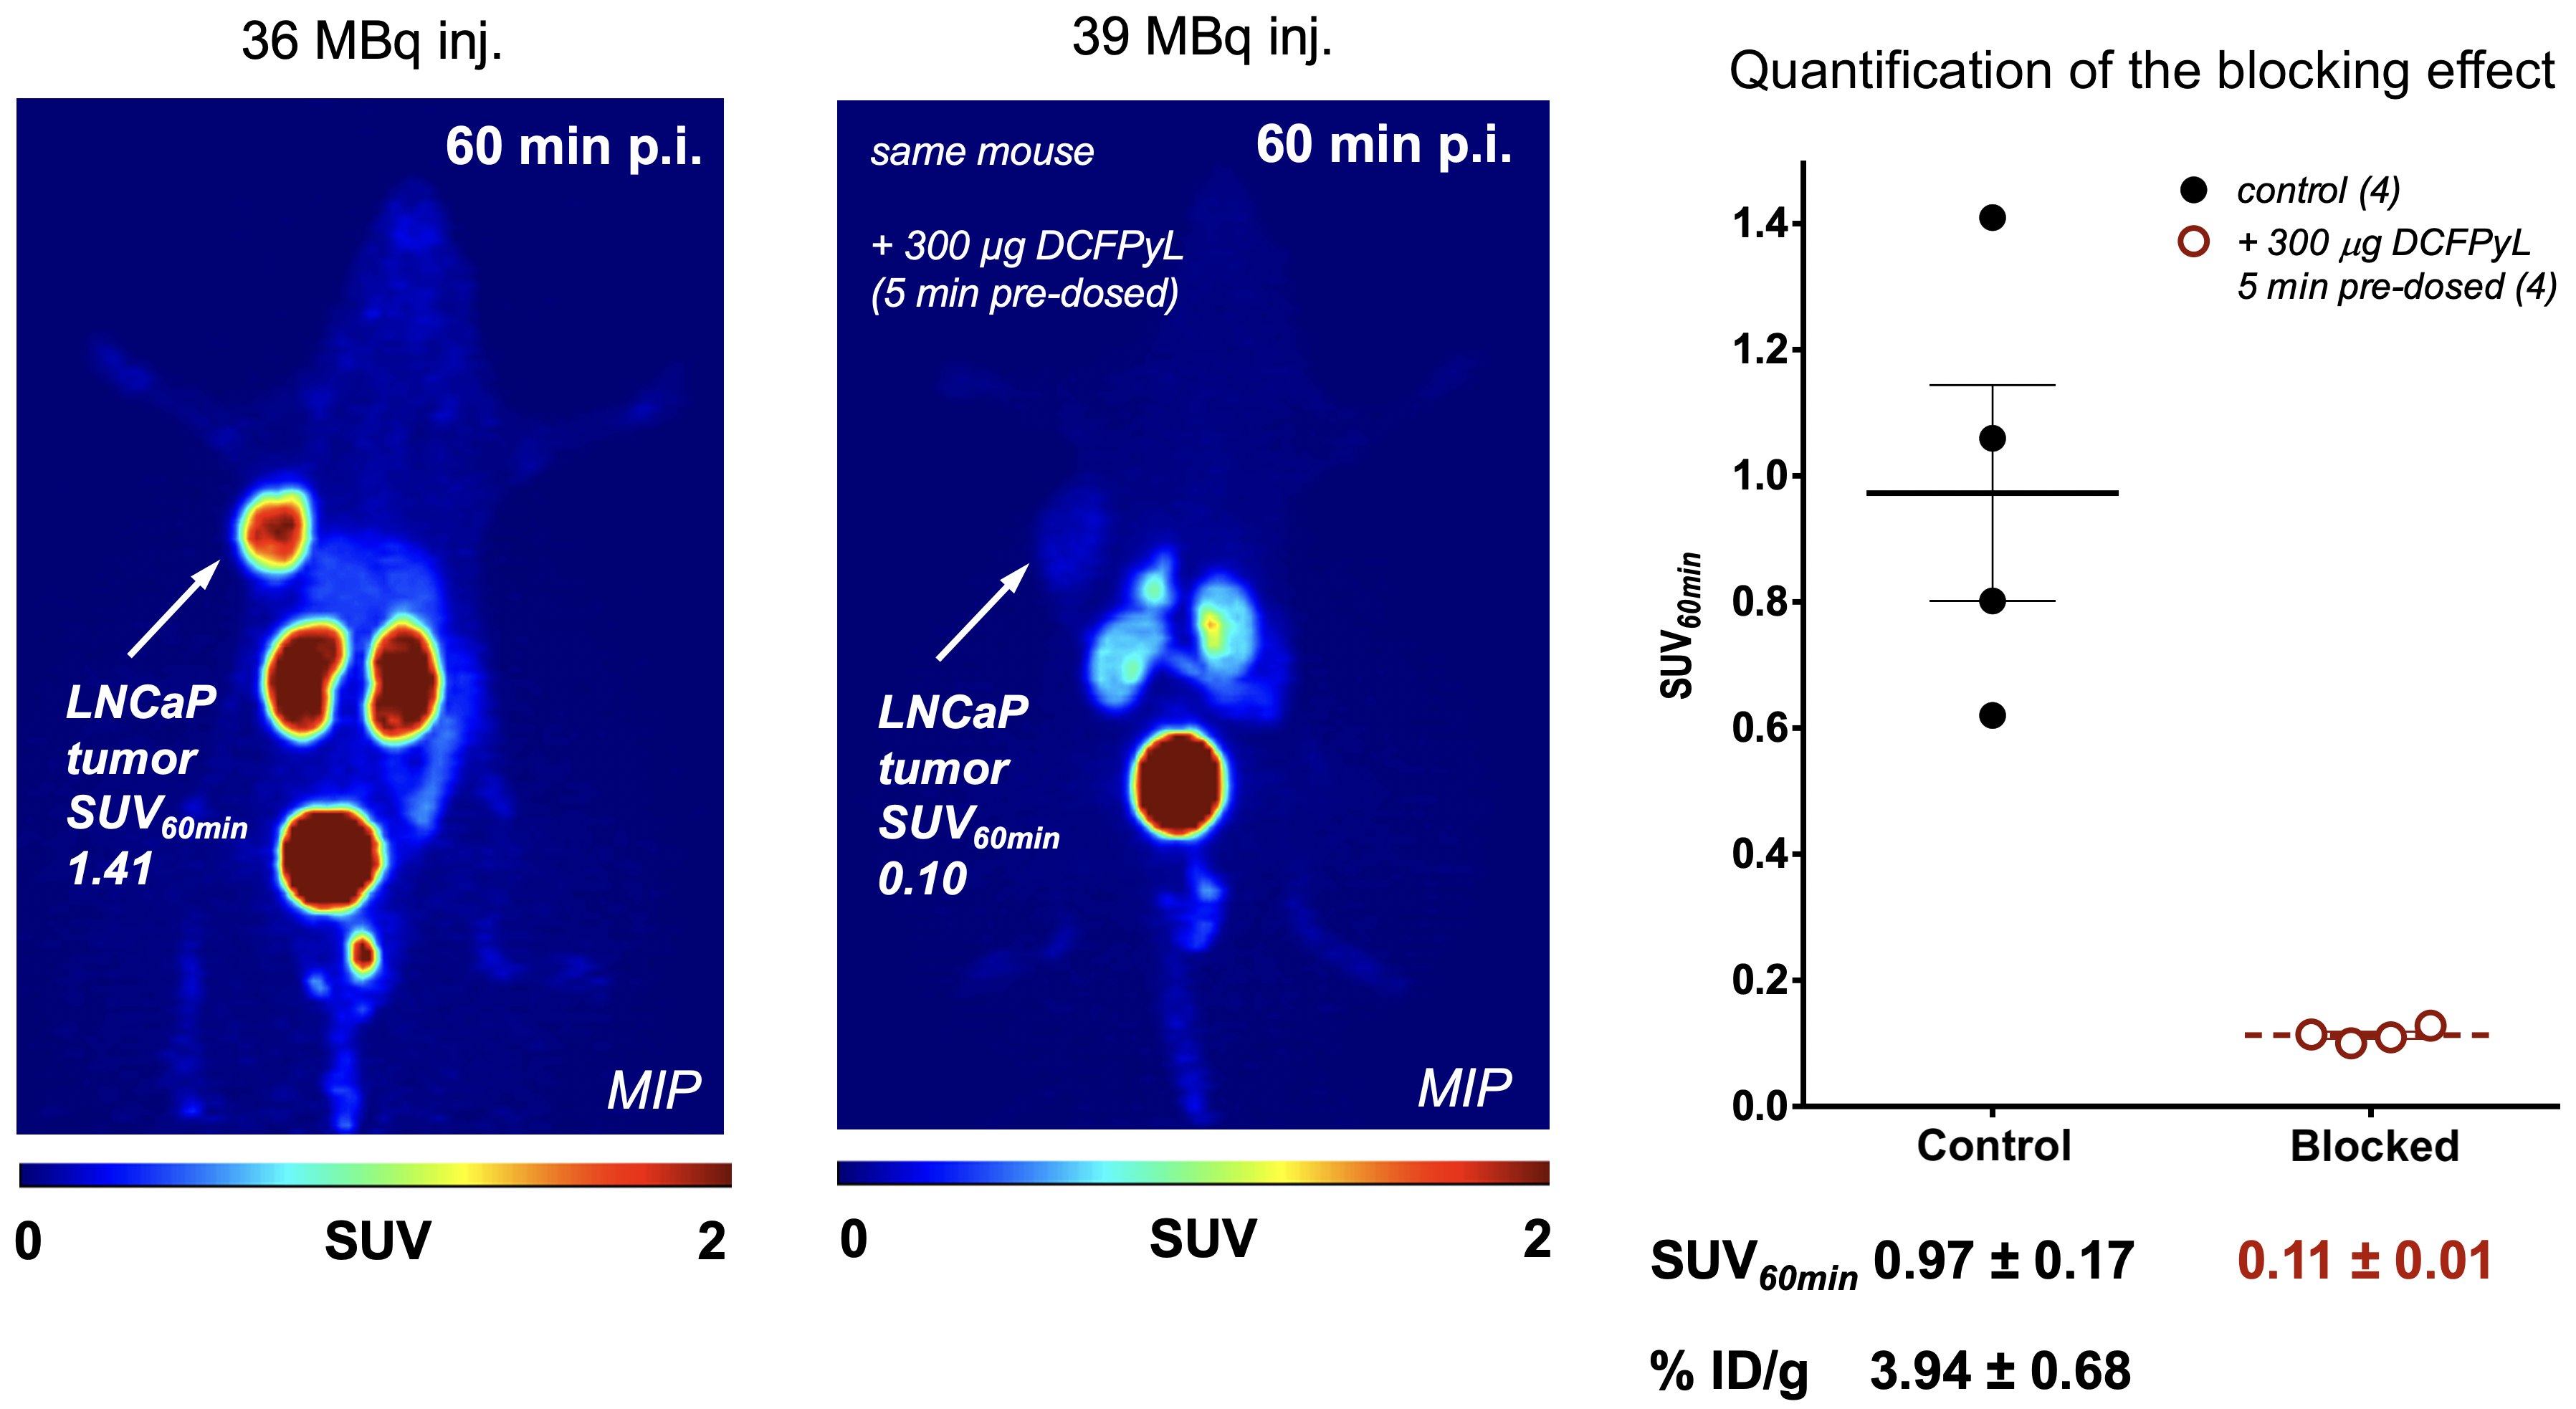 36 MBq inj.
60 min p.i.
LNCaP
tumor
SUV60min
1.41
MIP
0 SUV 2
39 MBq inj.
same mouse
60 min p.i.
+ 300 µg DCFPyL
(5 min pre-dosed)
LNCaP
tumor
SUV60min
0.10
MIP
0 SUV 2
Quantification of the blocking effect
control (4)
+ 300 µg DCFPyL
5 min pre-dosed (4)
SUV60min
1.4
1.2
1.0
0.8
0.6
0.4
0.2
0.0
Control Blocked
SUV60min 0.97 ± 0.17 0.11 ± 0.01
% ID/g 3.94 ± 0.68